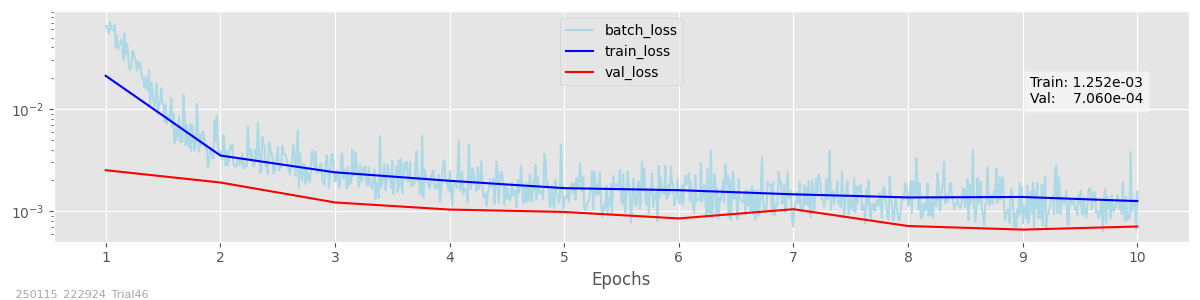 batch_loss
train_loss
val_loss
Train: 1.252e-03
Val: 7.060e-04
10−2
10−3
1 2 3 4 5 6 7 8 9 10
Epochs
250115_222924_Trial46